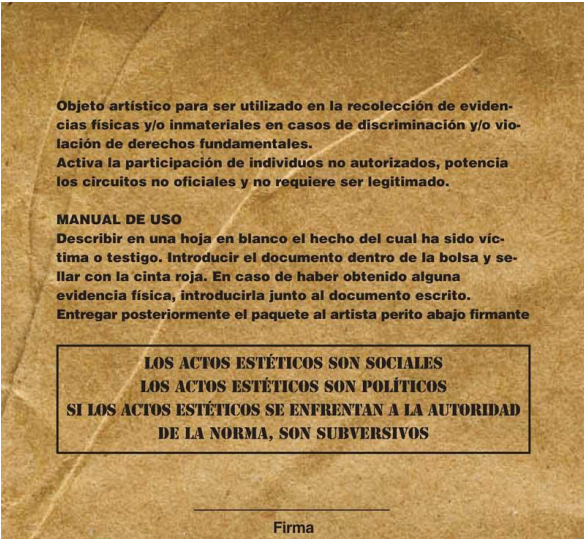 Objeto artístico para ser utilizado en la recolección de eviden-
cias físicas y/o inmateriales en casos de discriminación y/o vio-
lación de derechos fundamentales.
Activa la participación de individuos no autorizados, potencia
los circuitos no oficiales y no requiere ser legitimado.
MANUAL DE USO
Describir en una hoja en blanco el hecho del cual ha sido víc-
tima o testigo. Introducir el documento dentro de la bolsa y se-
llar con la cinta roja. En caso de haber obtenido alguna
evidencia física, introducirla junto al documento escrito.
Entregar posteriormente el paquete al artista perito abajo firmante
LOS ACTOS ESTÉTICOS SON SOCIALES
LOS ACTOS ESTÉTICOS SON POLÍTICOS
SI LOS ACTOS ESTÉTICOS SE ENFRENTAN A LA AUTORIDAD
DE LA NORMA, SON SUBVERSIVOS
Firma